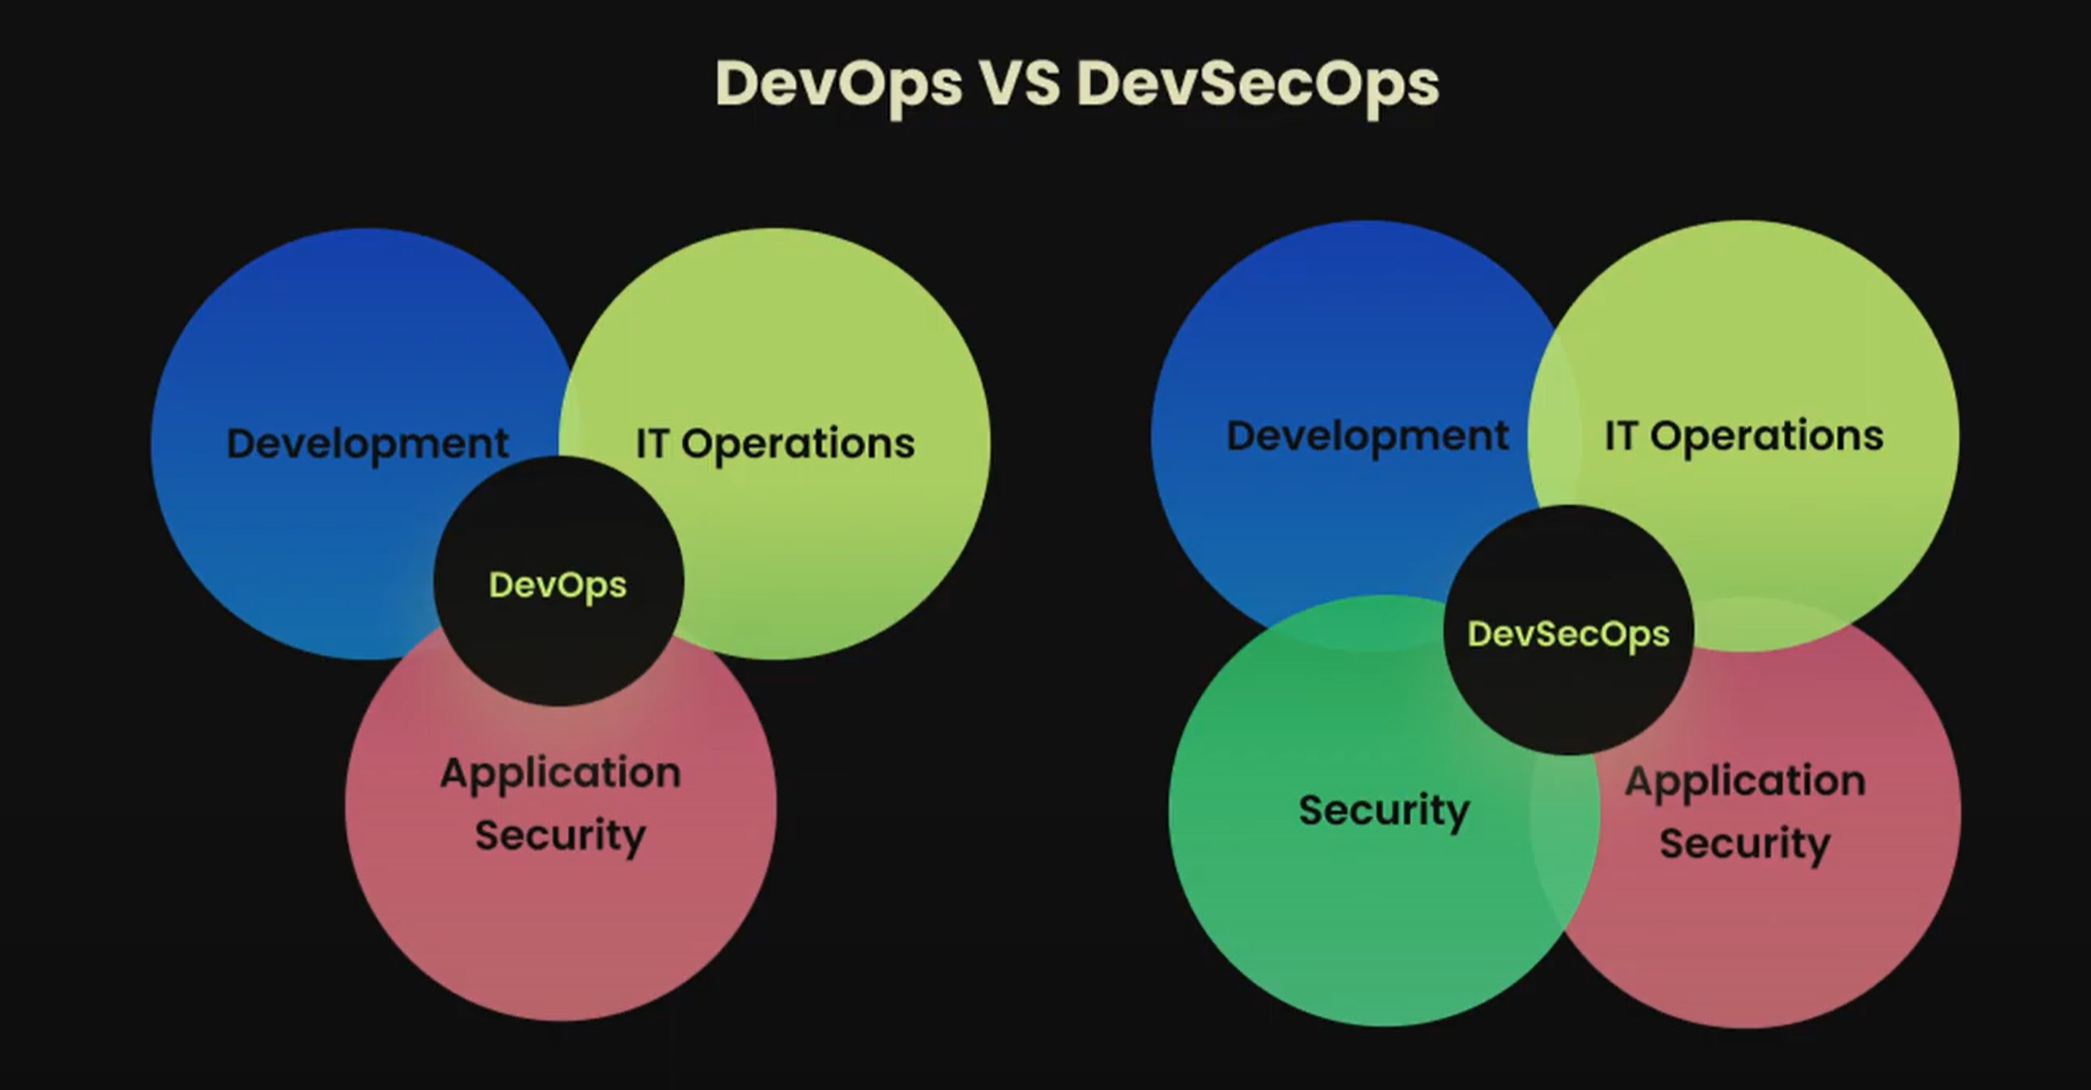 DevOps VS DevSecOps
Development
IT Operations
DevOps
Application
Security
Development
IT Operations
DevSecOps
Security
Application
Security